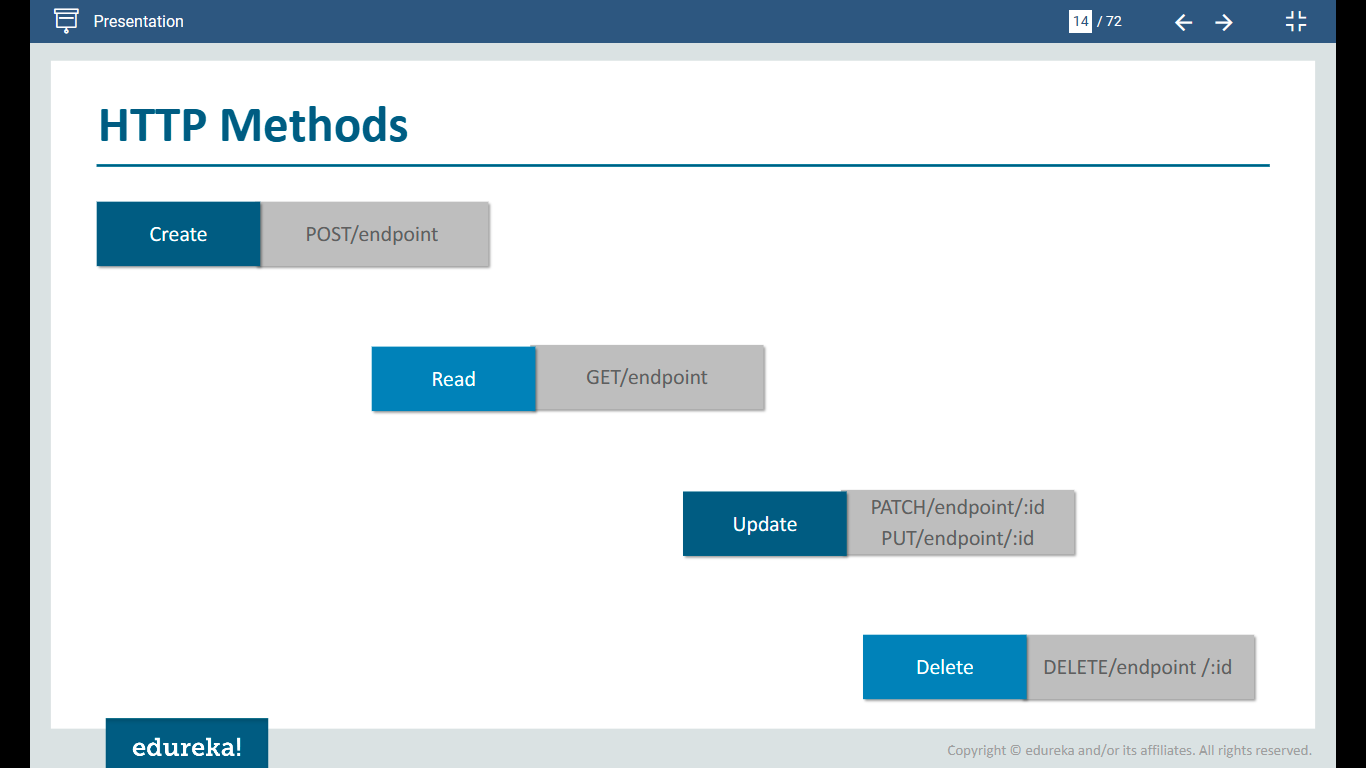 Presentation
14 / 72
HTTP Methods
Create
POST/endpoint
Read
GET/endpoint
Update
PATCH/endpoint/:id
PUT/endpoint/:id
Delete
DELETE/endpoint /:id
edureka!
Copyright © edureka and/or its affiliates. All rights reserved.